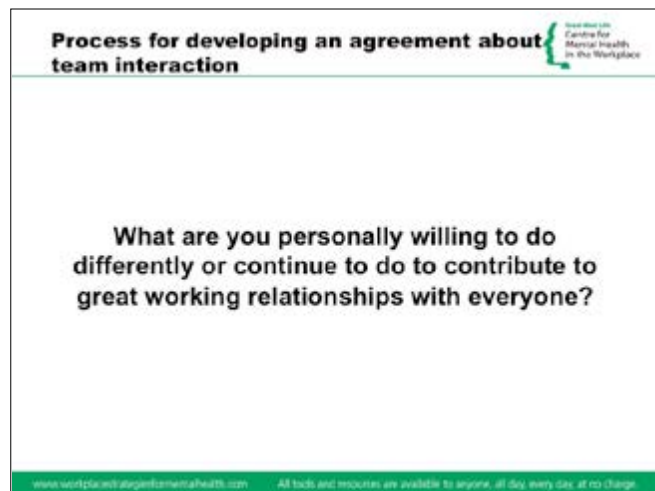 Process for developing an agreement about
team interaction
Great-West Life
Centre for
Mental Health
in the Workplace
What are you personally willing to do
differently or continue to do to contribute to
great working relationships with everyone?
www.workplacestrategiesformentalhealth.com All tools and resources are available to anyone, all day, every day, at no charge.